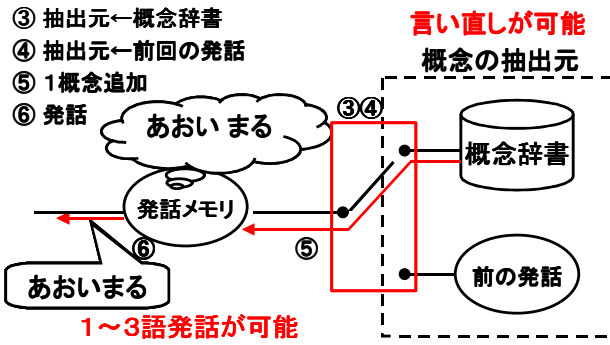 ③ 抽出元←概念辞書
④ 抽出元←前回の発話
⑤ １概念追加
⑥ 発話
言い直しが可能
概念の抽出元
③④
あおい まる
概念辞書
発話メモリ
⑥
⑤
前の発話
あおいまる
１～３語発話が可能